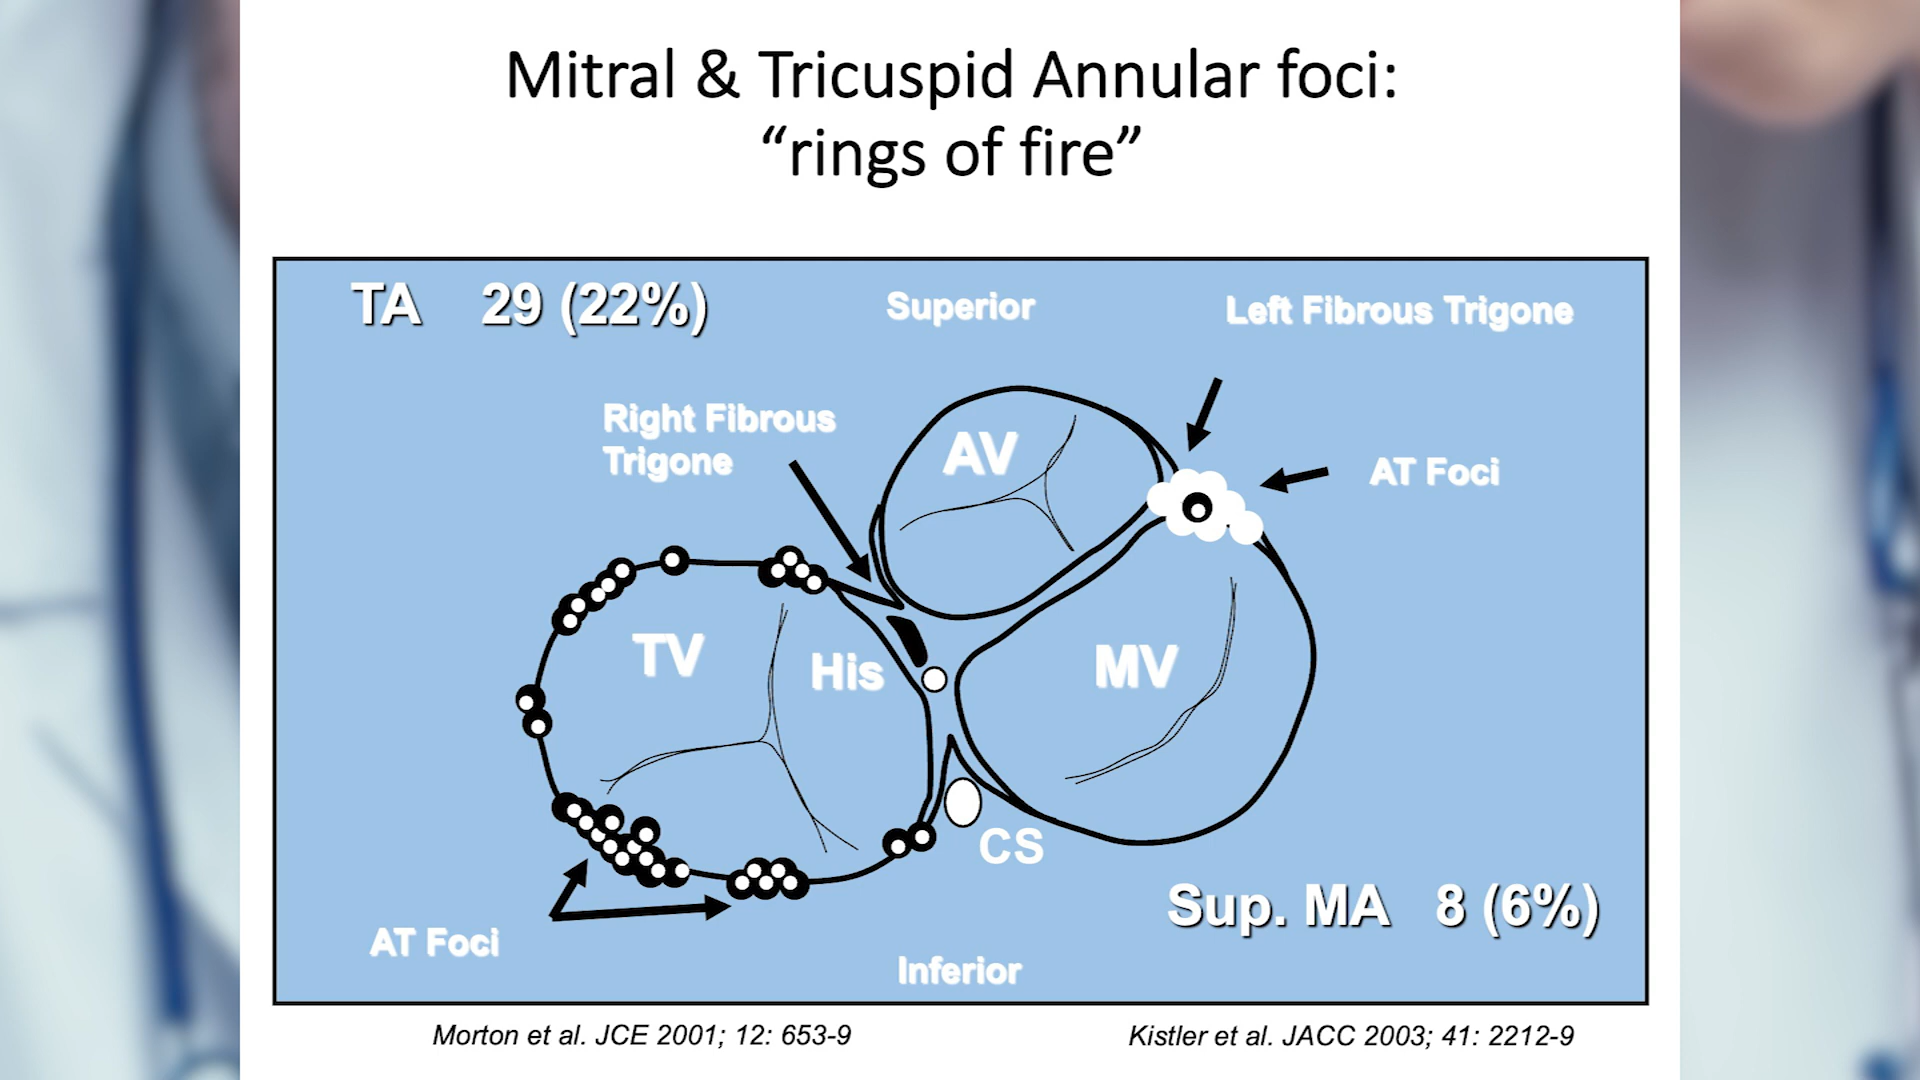 Mitral & Tricuspid Annular foci:
“rings of fire”
TA 29 (22%)
Superior
Left Fibrous Trigone
Right Fibrous
Trigone
AV
AT Foci
TV
His
MV
CS
Sup. MA 8 (6%)
AT Foci
Inferior
Morton et al. JCE 2001; 12: 653-9
Kistler et al. JACC 2003; 41: 2212-9